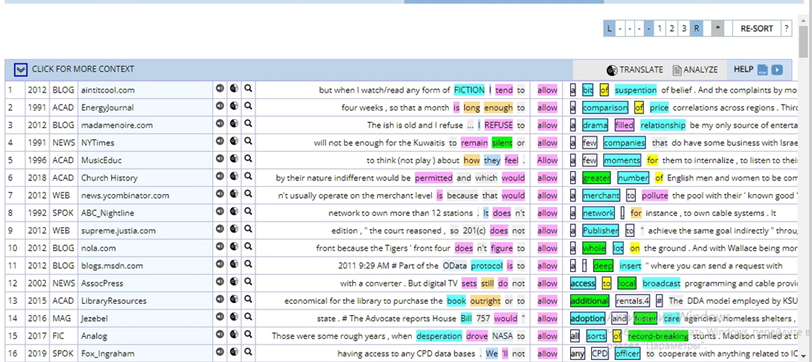 L - - - - 1 2 3 R - * RE-SORT ?
CLICK FOR MORE CONTEXT TRANSLATE ANALYZE HELP
1 2012 BLOG aintitcool.com but when I watch/read any form of FICTION I tend to allow a bit of suspention of belief . And the complaints by mo
2 1991 ACAD EnergyJournal four weeks , so that a month is long enough to allow a comparison of price correlations across regions . Third
3 2012 BLOG madamenoire.com The ish is old and I refuse ... I REFUSE to allow a drama filled relationship be my only source of enterta
4 1991 NEWS NYTimes will not be enough for the Kuwaitis to remain silent or allow a few companies that do have some business with Israe
5 1996 ACAD MusicEduc to think (not play ) about how they feel . Allow a few moments for them to internalize , to listen to thei
6 2018 ACAD Church History by their nature indifferent would be permitted and which would allow a greater number of English men and women to be com
7 2012 WEB news.ycombinator.com n't usually operate on the merchant level is because that would allow a merchant to pollute the pool with their ' known good '
8 1992 SPOK ABC_Nightline network to own more than 12 stations . It does n't allow a network , for instance , to own cable systems . It
9 2012 WEB supreme.justia.com edition , " the court reasoned , so 201(c) does not allow a Publisher to " achieve the same goal indirectly " throug
10 2012 BLOG nola.com front because the Tigers ' front four does n't figure to allow a whole lot on the ground . And with Wallace being mor
11 2012 BLOG blogs.msdn.com 2011 9:29 AM # Part of the OData protocol is to allow a " deep insert " where you can send a request with
12 2002 NEWS AssocPress with a converter . But digital TV sets still do not allow access to local broadcast programming and cable provic
13 2015 ACAD LibraryResources economical for the library to purchase the book outright or to allow additional rentals.4 # The DDA model employed by KSU
14 2016 MAG Jezebel state . # The Advocate reports House Bill 757 would " allow adoption and foster care agencies, homeless shelters ,
15 2017 FIC Analog Those were some rough years , when desperation drove NASA to allow all sorts of record-breaking stunts . Madison smiled at th
16 2012 SPOK Fox_Ingraham having access to any CPD data bases . We 'll not allow any CPD officer to cooperate with anything related to ic